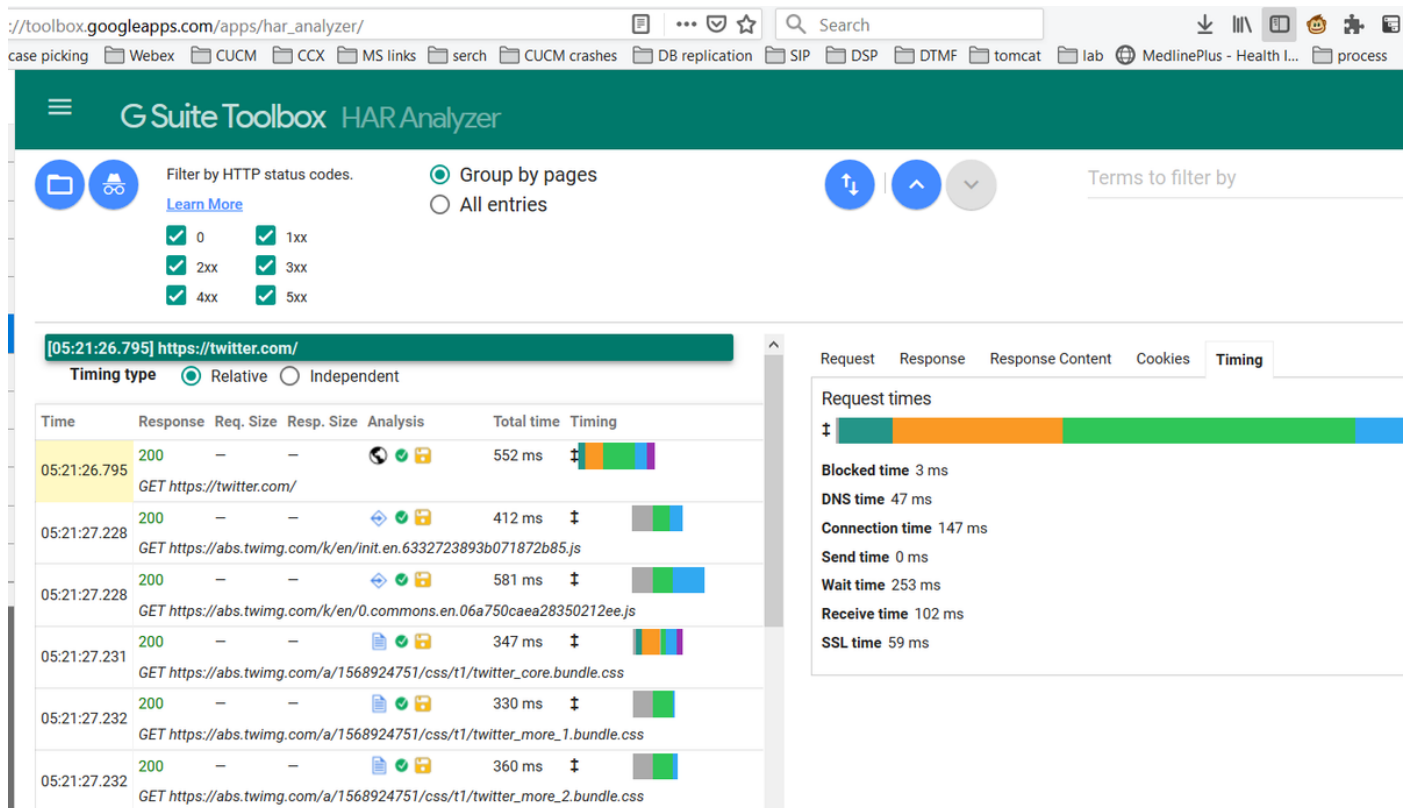 ://toolbox.googleapps.com/apps/har_analyzer/ Search
case picking Webex CUCM CCX MS links serch CUCM crashes DB replication SIP DSP DTMF tomcat lab MedlinePlus - Health I... process
G Suite Toolbox HAR Analyzer
Filter by HTTP status codes.
Learn More
0 1xx
2xx 3xx
4xx 5xx
Group by pages
All entries
Terms to filter by
[05:21:26.795] https://twitter.com/
Timing type Relative Independent
Time Response Req. Size Resp. Size Analysis Total time Timing
05:21:26.795 200 – – 552 ms
GET https://twitter.com/
05:21:27.228 200 – – 412 ms
GET https://abs.twimg.com/k/en/init.en.6332723893b071872b85.js
05:21:27.228 200 – – 581 ms
GET https://abs.twimg.com/k/en/0.commons.en.06a750caea28350212ee.js
05:21:27.231 200 – – 347 ms
GET https://abs.twimg.com/a/1568924751/css/t1/twitter_core.bundle.css
05:21:27.232 200 – – 330 ms
GET https://abs.twimg.com/a/1568924751/css/t1/twitter_more_1.bundle.css
05:21:27.232 200 – – 360 ms
GET https://abs.twimg.com/a/1568924751/css/t1/twitter_more_2.bundle.css
Request Response Response Content Cookies Timing
Request times
Blocked time 3 ms
DNS time 47 ms
Connection time 147 ms
Send time 0 ms
Wait time 253 ms
Receive time 102 ms
SSL time 59 ms